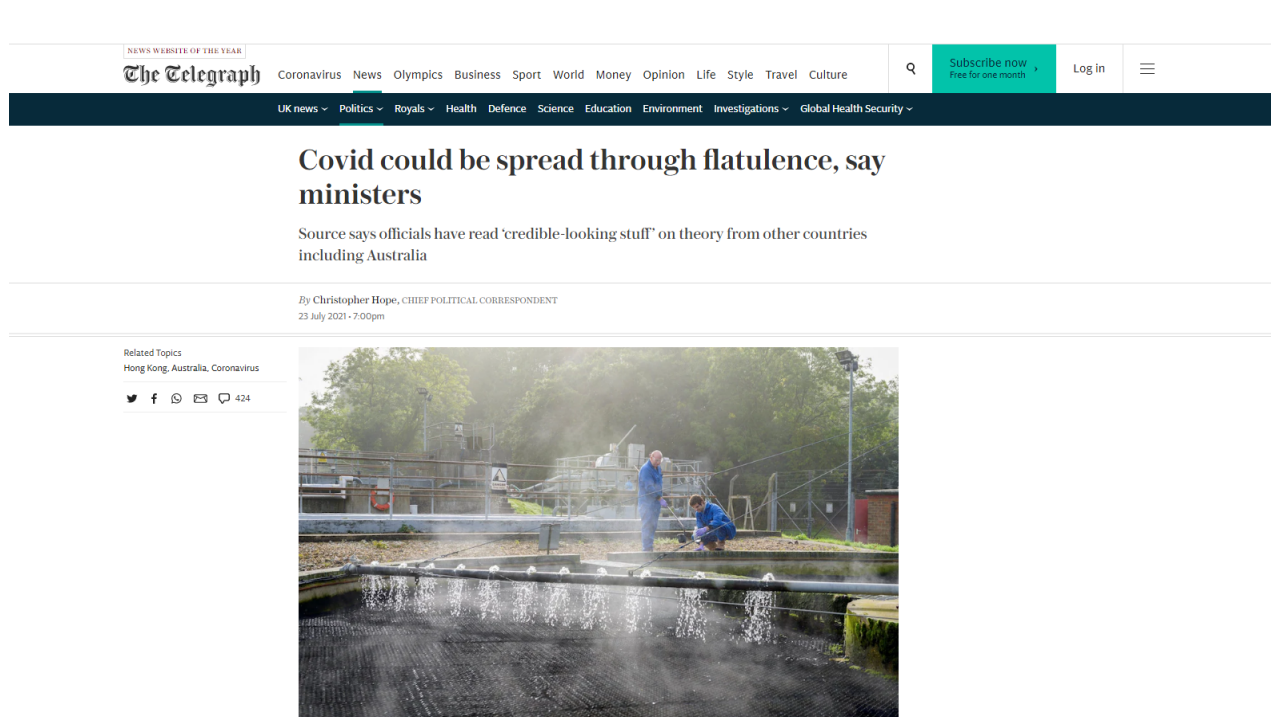 NEWS WEBSITE OF THE YEAR
The Telegraph
Coronavirus News Olympics Business Sport World Money Opinion Life Style Travel Culture
Subscribe now
Free for one month
Log in
UK news Politics Royals Health Defence Science Education Environment Investigations Global Health Security
Covid could be spread through flatulence, say
ministers
Source says officials have read ‘credible-looking stuff’ on theory from other countries
including Australia
By Christopher Hope, CHIEF POLITICAL CORRESPONDENT
23 July 2021 • 7:00pm
Related Topics
Hong Kong, Australia, Coronavirus
424